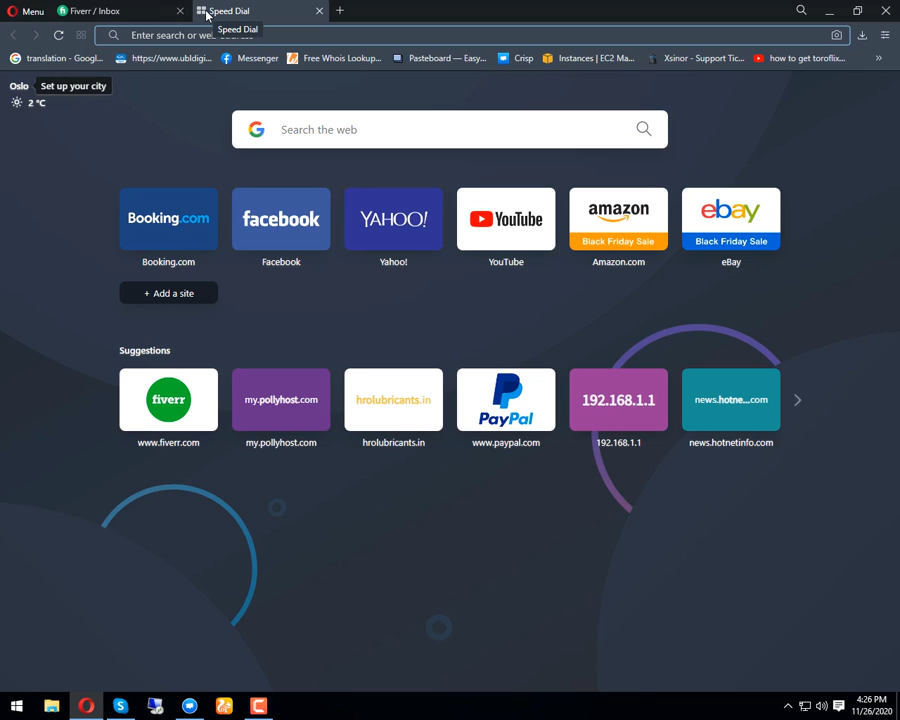 Menu
Fiverr / Inbox
Speed Dial
Enter search or web address
Speed Dial
translation - Googl...
https://www.ubldigi...
Messenger
Free Whois Lookup...
Pasteboard — Easy...
Crisp
Instances | EC2 Ma...
Xsinor - Support Tic...
how to get toroflix...
Oslo
Set up your city
2 °C
Search the web
Booking.com
facebook
YAHOO!
YouTube
amazon
Black Friday Sale
ebay
Black Friday Sale
Booking.com
Facebook
Yahoo!
YouTube
Amazon.com
eBay
+ Add a site
Suggestions
fiverr
my.pollyhost.com
hrolubricants.in
PayPal
192.168.1.1
news.hotne...com
www.fiverr.com
my.pollyhost.com
hrolubricants.in
www.paypal.com
192.168.1.1
news.hotnetinfo.com
4:26 PM
11/26/2020